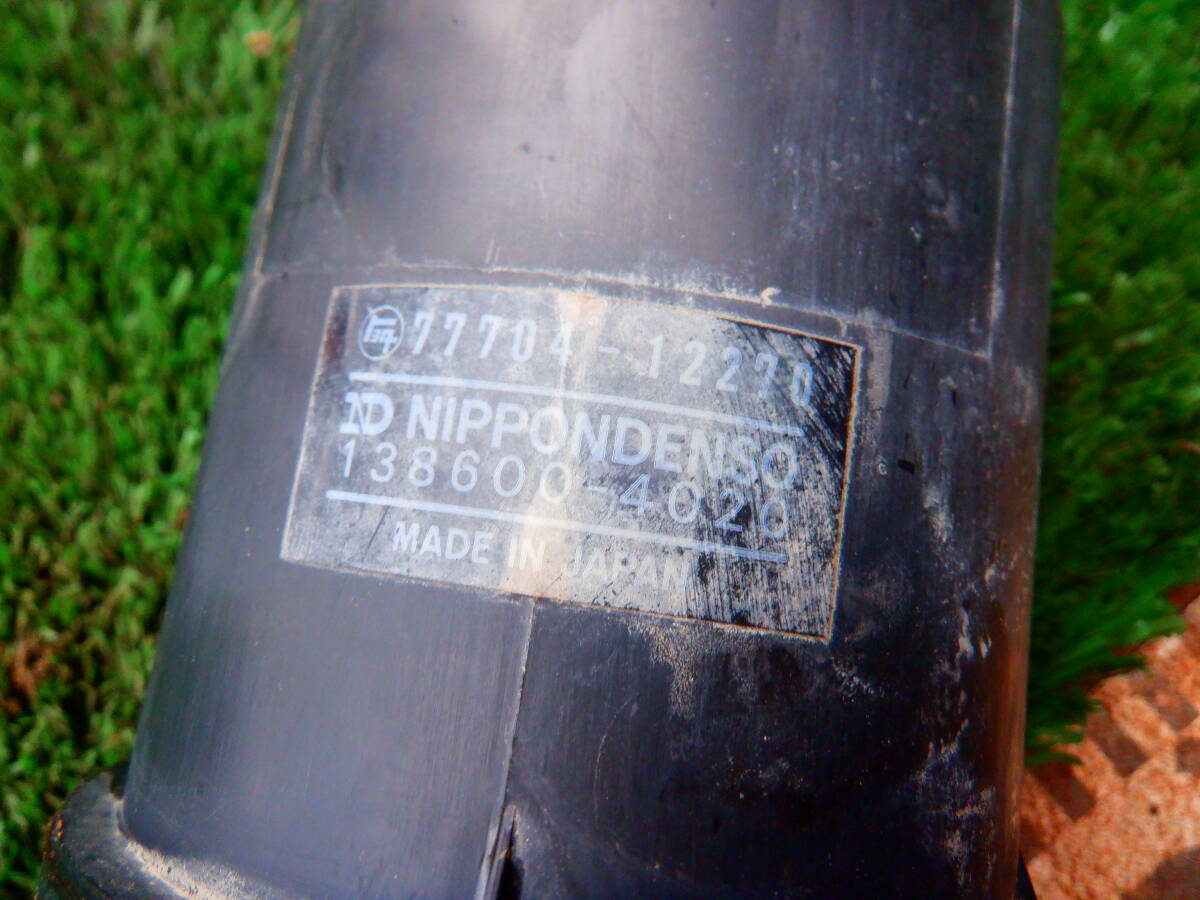 77704-12270
ND NIPPONDENSO
138600-4020
MADE IN JAPAN